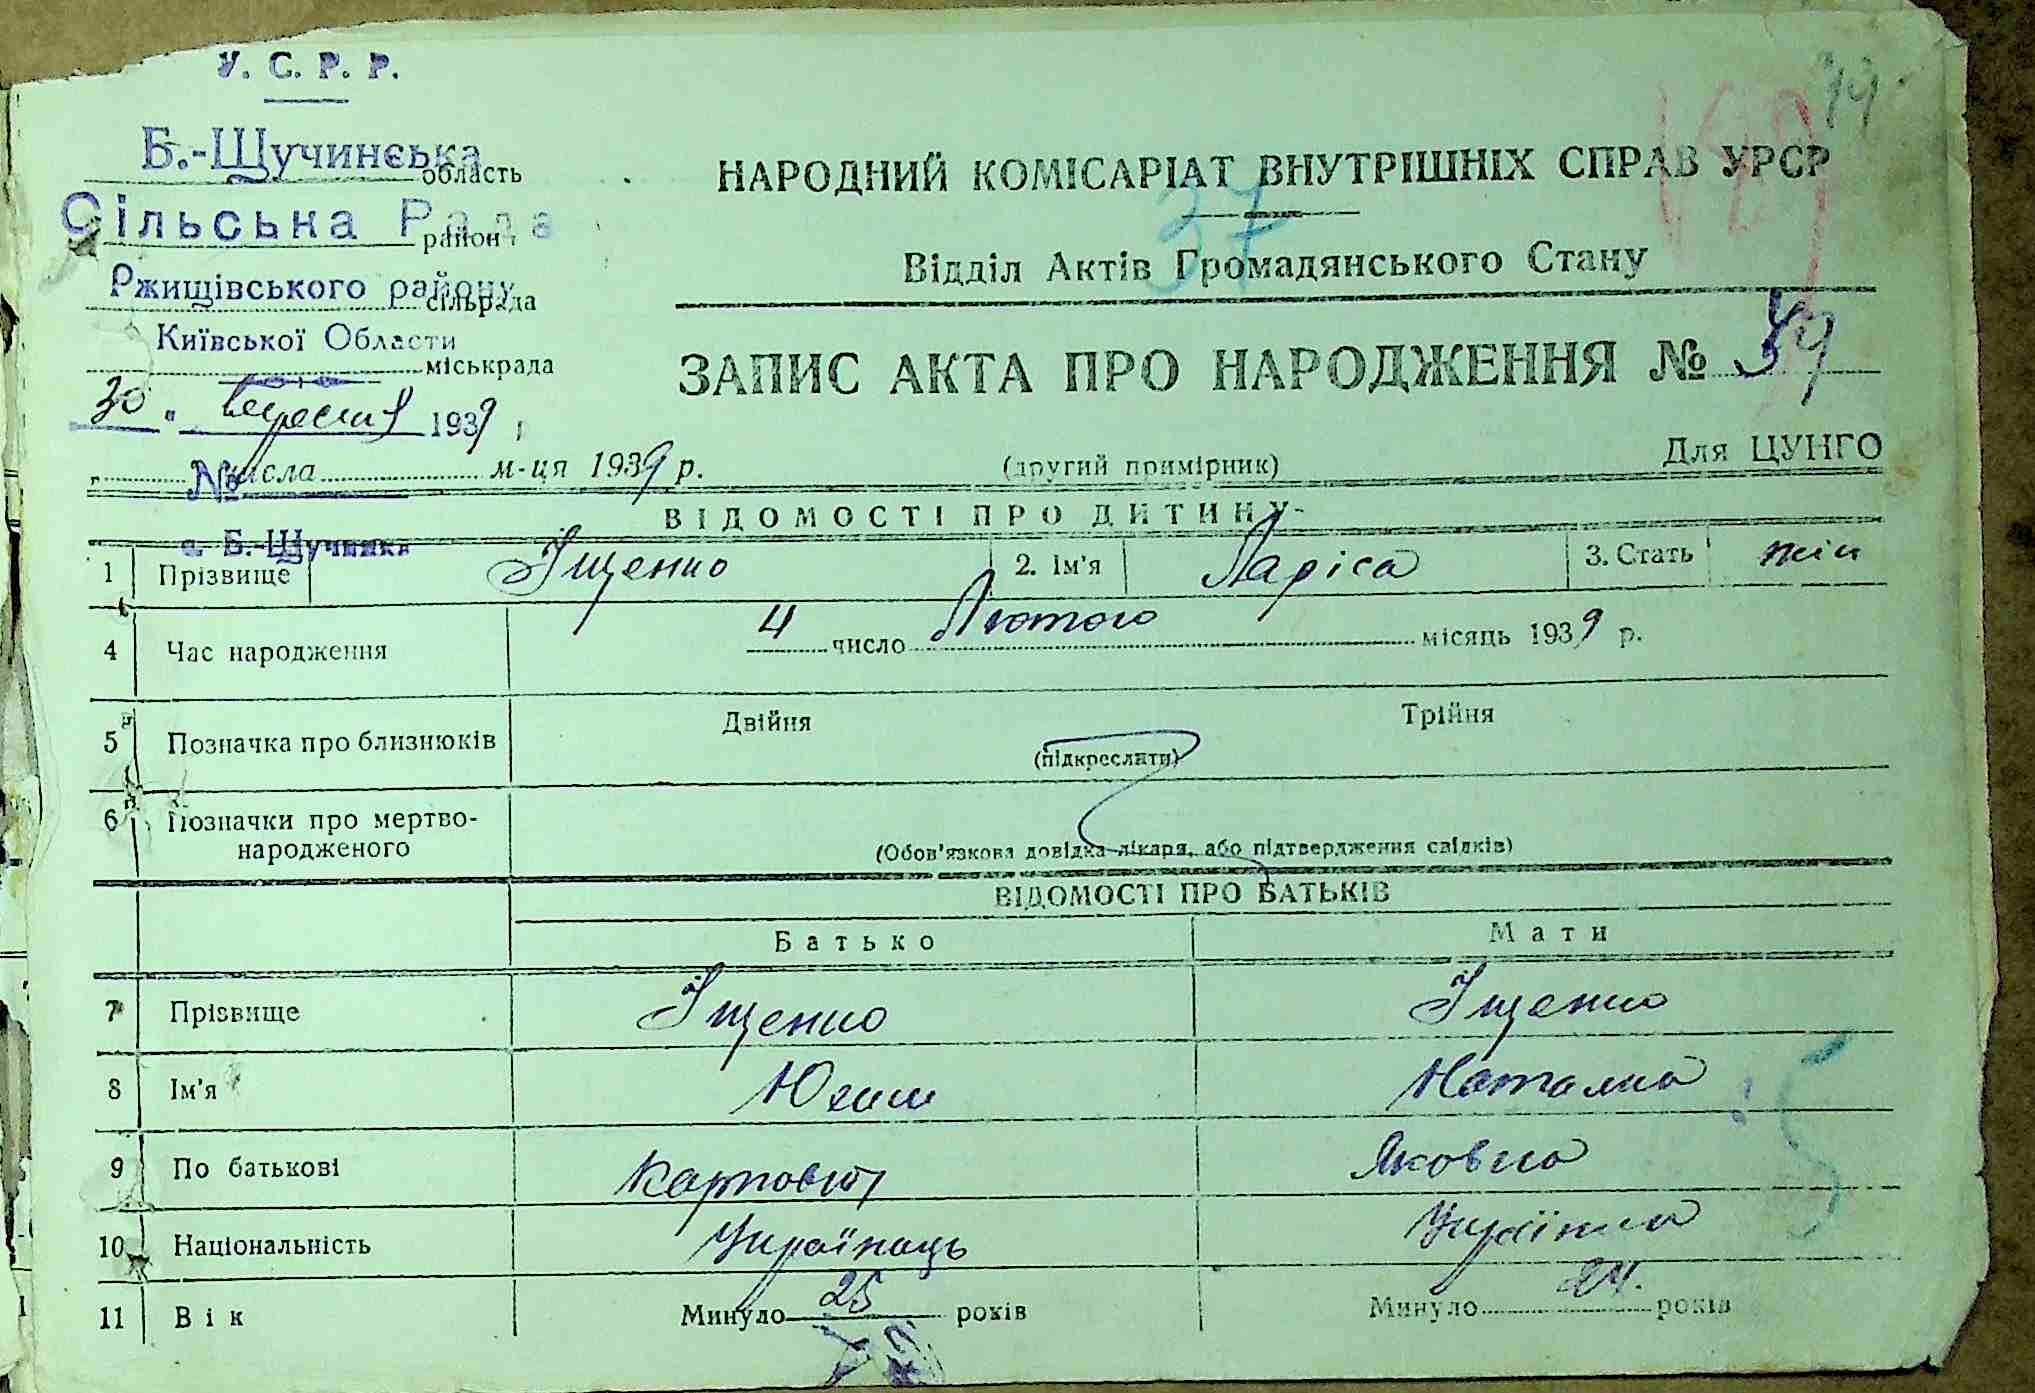 У. С. Р. Р.
Б.-Щучинська
область
Сільська Рада
район
Ржищівського району
сільрада
Київської Области
міськрада
30 " вересня 1939 р
№
числа м-ця 1939 р.
с. Б.-Щучинка
37
НАРОДНИЙ КОМІСАРІАТ ВНУТРІШНІХ СПРАВ УРСР
Відділ Актів Громадянського Стану
ЗАПИС АКТА ПРО НАРОДЖЕННЯ № 39
(другий примірник)
Для ЦУНГО
ВІДОМОСТІ ПРО ДИТИНУ
1 Прізвище Іщенко 2. Ім'я Ларіса 3. Стать жін
4 Час народження 4 число Лютого місяць 1939 р.
5 Позначка про близнюків Двійня Трійня
(підкреслити)
6 Позначки про мертво-
народженого
(Обов'язкова довідка лікаря, або підтвердження свідків)
ВІДОМОСТІ ПРО БАТЬКІВ
Батько Мати
7 Прізвище Іщенко Іщенко
8 Ім'я Юхим Наталка
9 По батькові Карпович Яковна
10 Національність Українець Українка
11 Вік Минуло 25 років Минуло 24. років